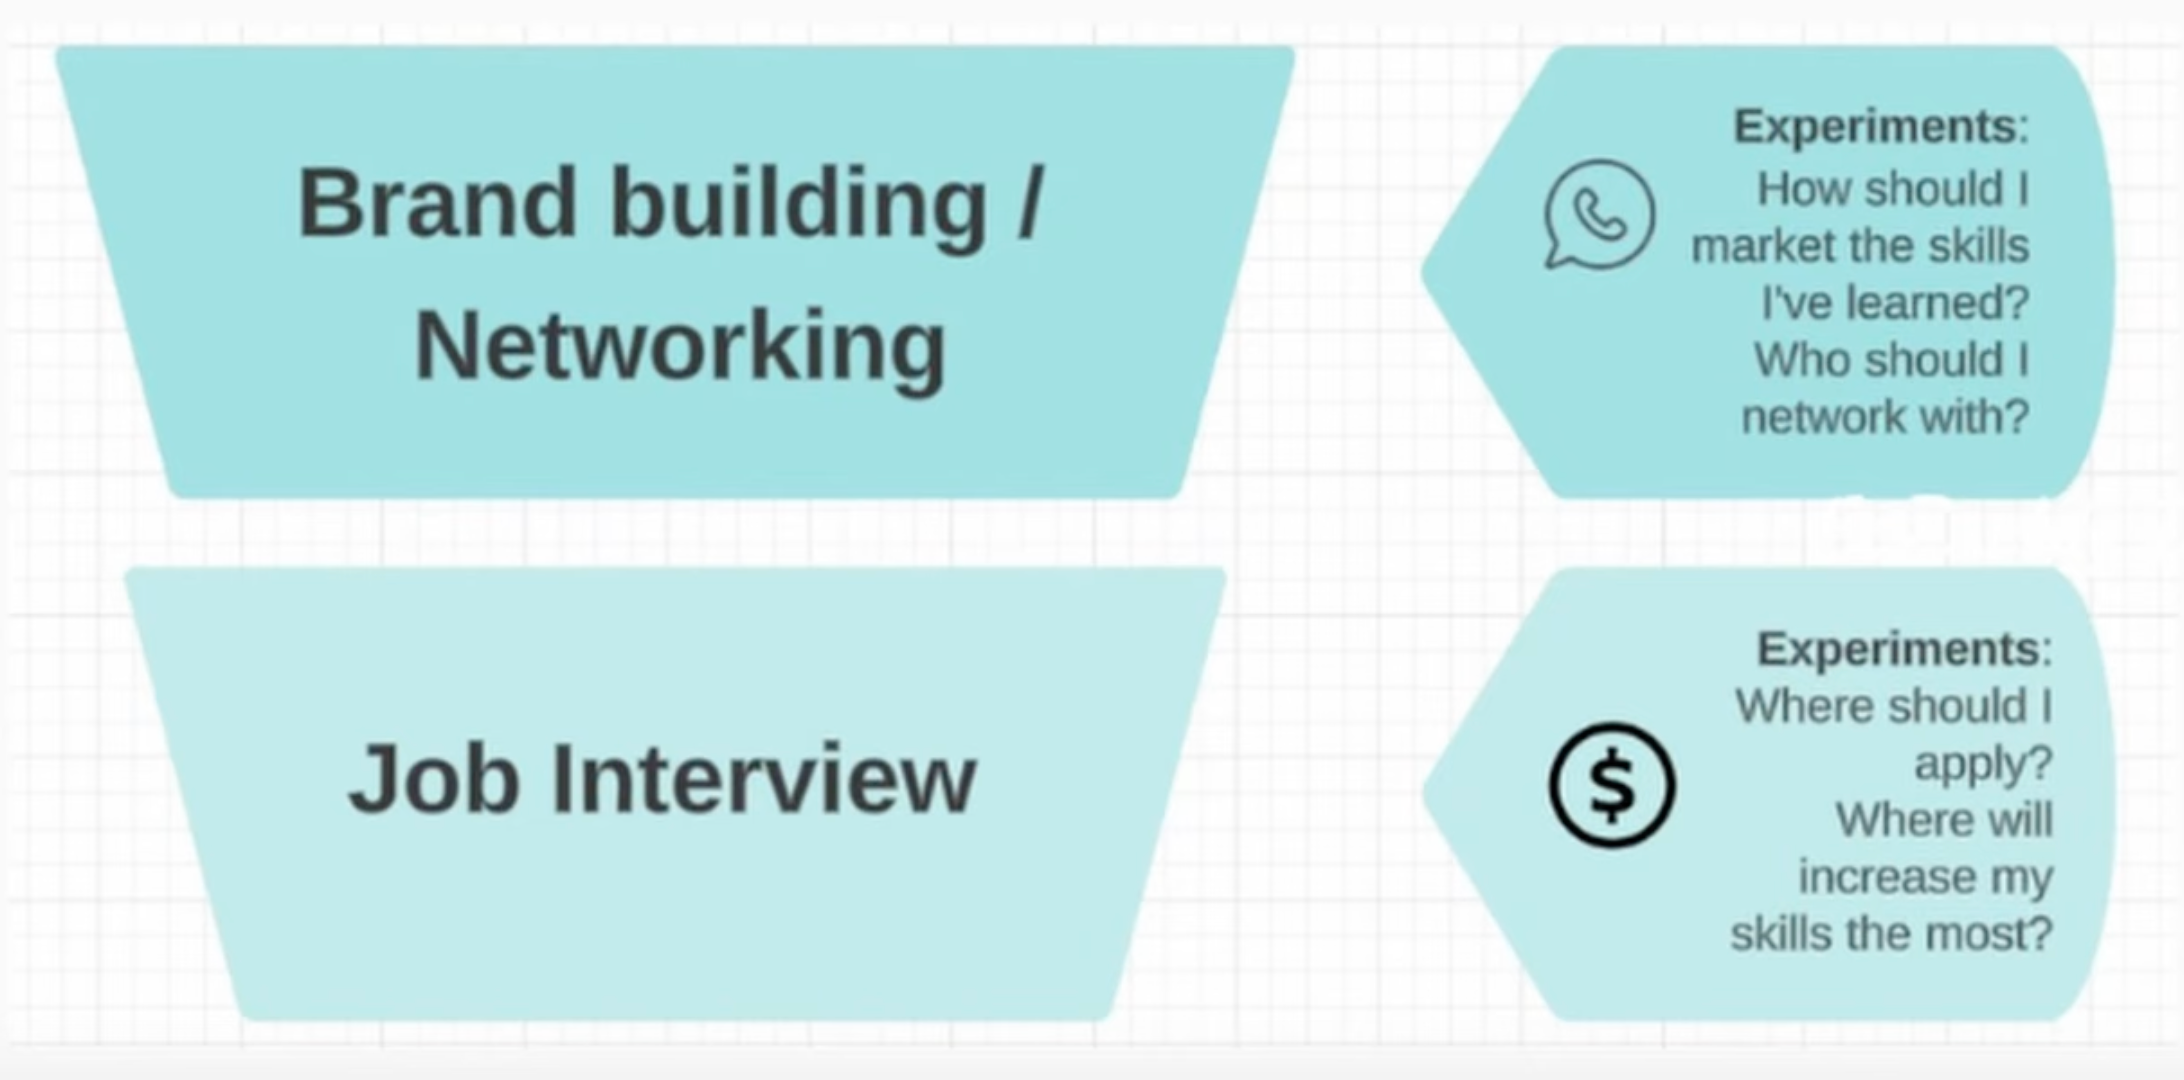 Brand building /
Networking
Experiments:
How should I
market the skills
I've learned?
Who should I
network with?
Job Interview
Experiments:
Where should I
apply?
Where will
increase my
skills the most?